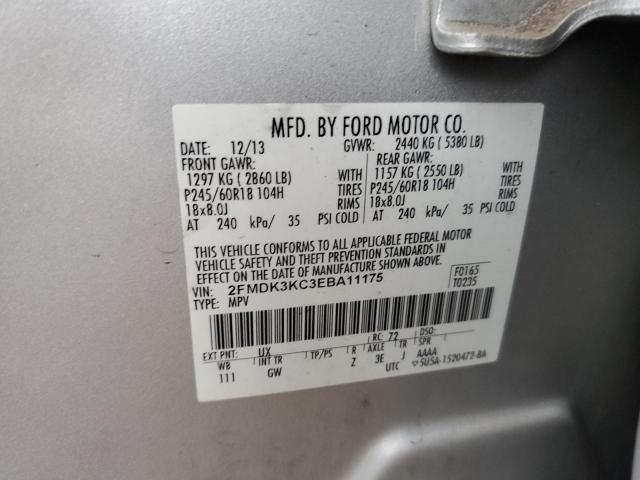 MFD. BY FORD MOTOR CO.
DATE: 12/13 GVWR: 2440 KG ( 5380 LB)
FRONT GAWR: REAR GAWR:
1297 KG ( 2860 LB) WITH 1157 KG ( 2550 LB) WITH
P245/60R18 104H TIRES P245/60R18 104H TIRES
18x8.0J RIMS 18x8.0J RIMS
AT 240 kPa/ 35 PSI COLD AT 240 kPa/ 35 PSI COLD
THIS VEHICLE CONFORMS TO ALL APPLICABLE FEDERAL MOTOR
VEHICLE SAFETY AND BUMPER STANDARDS IN
EFFECT ON THE DATE OF MANUFACTURE SHOWN ABOVE.
VIN: 2FMDK3KC3EBA11175 F0165
TYPE: MPV T0235
EXT PNT: UX RC: 72 DSO:
WB INT TR TP/PS R AXLE TR SPR
111 GW Z 3E J AAAA
UTC 5U5A-1520472-BA